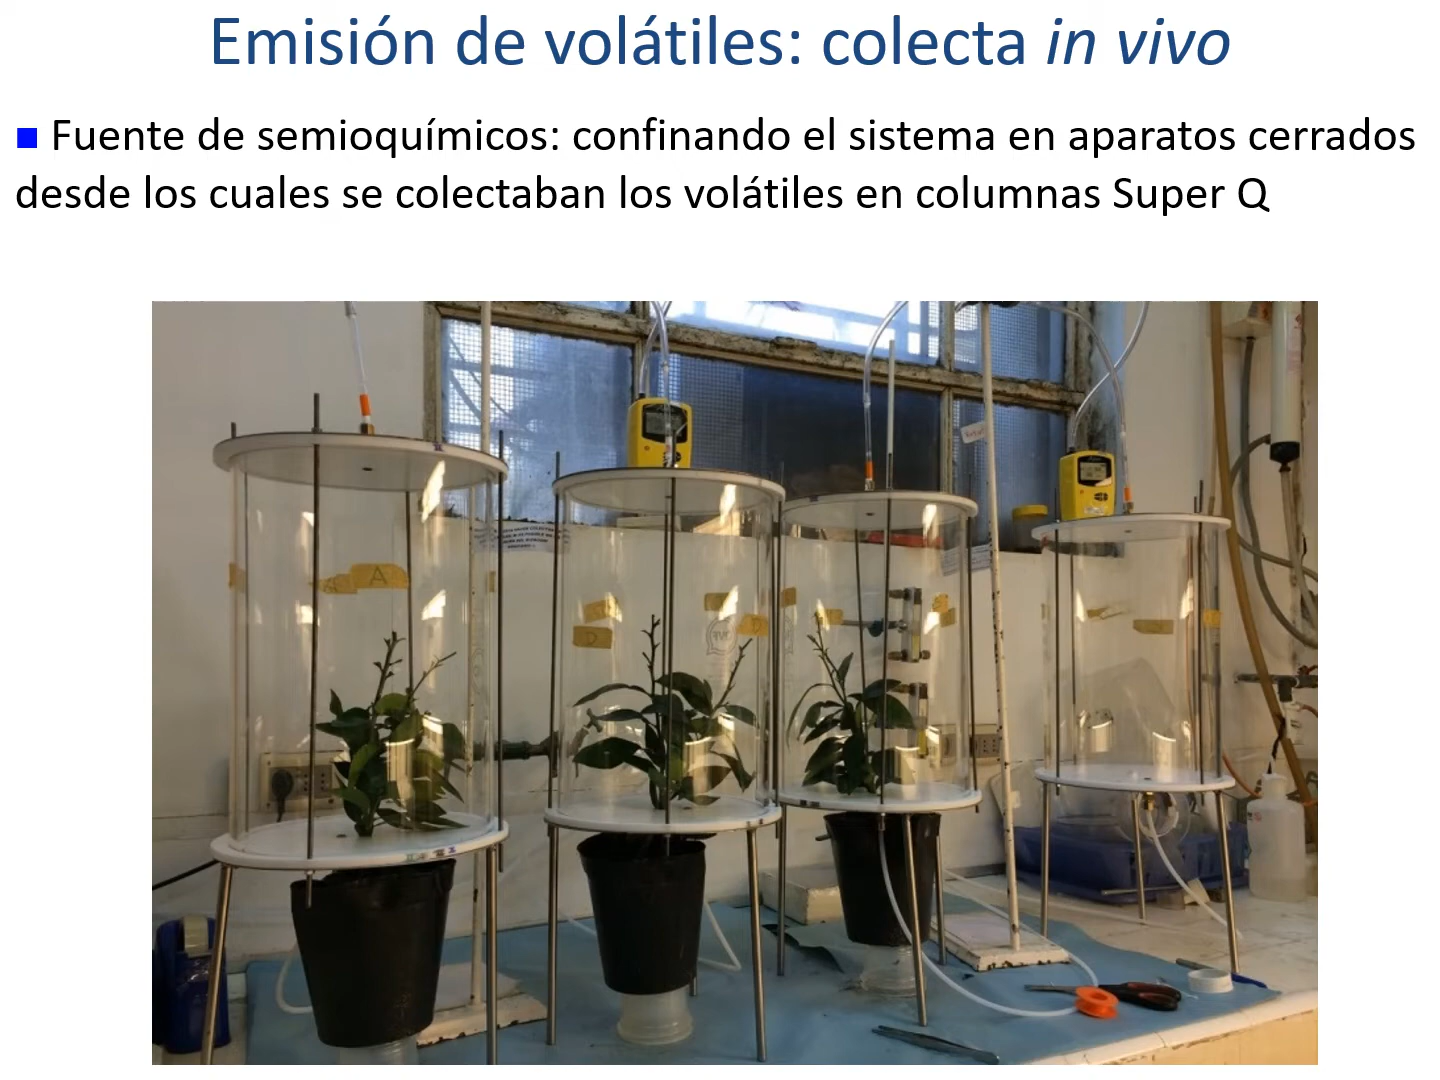 Emisión de volátiles: colecta in vivo
Fuente de semioquímicos: confinando el sistema en aparatos cerrados
desde los cuales se colectaban los volátiles en columnas Super Q
A
D